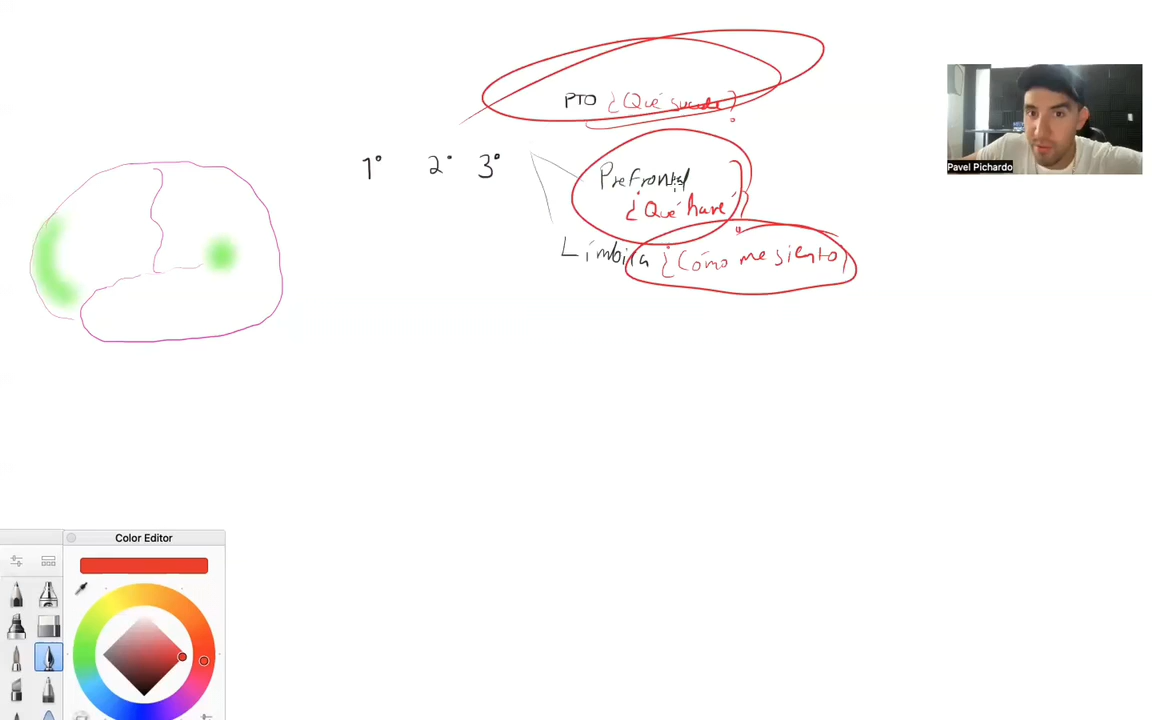 PTO ¿Qué sucede?
1° 2° 3°
Prefrontal
¿Qué haré?
Límbica ¿Cómo me siento?
Pavel Pichardo
Color Editor